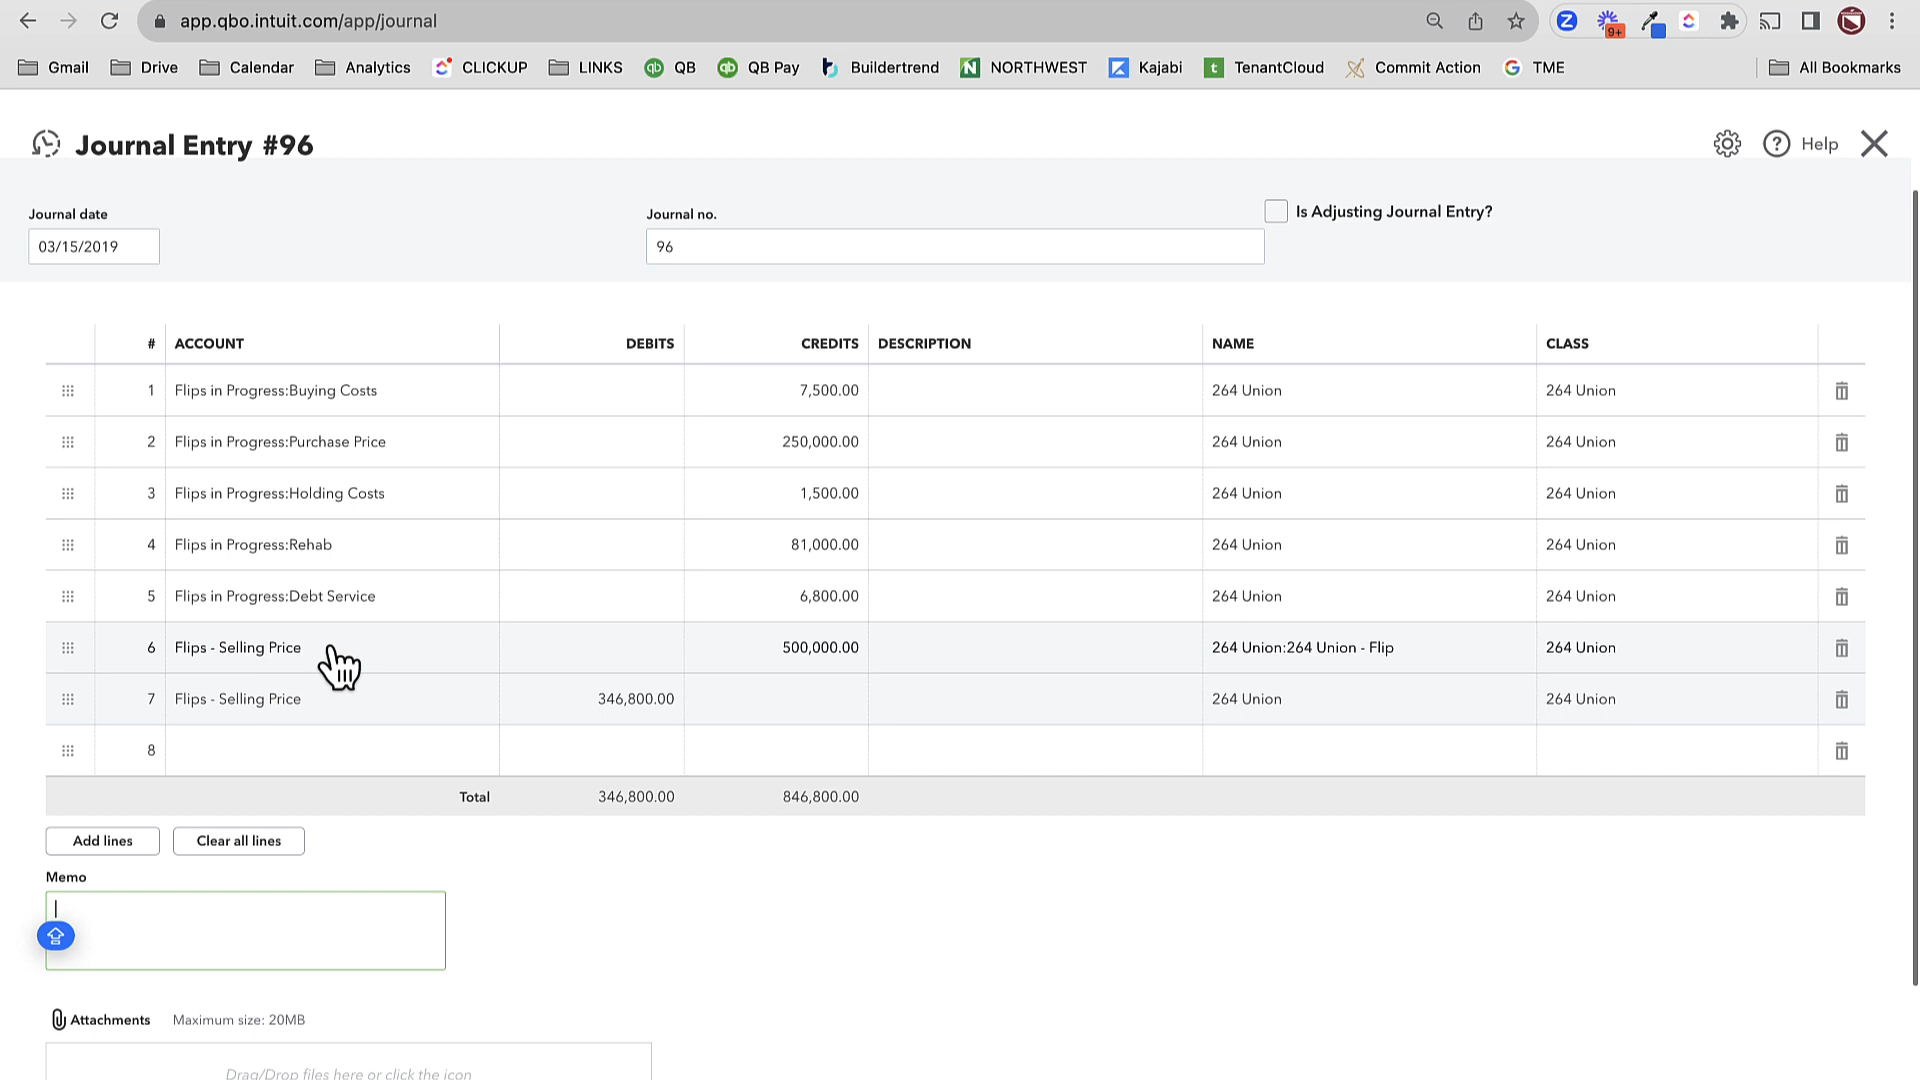 app.qbo.intuit.com/app/journal
9+
Gmail Drive Calendar Analytics CLICKUP LINKS QB QB Pay Buildertrend NORTHWEST Kajabi TenantCloud Commit Action TME All Bookmarks
Journal Entry #96
Help
Journal date
Journal no.
Is Adjusting Journal Entry?
03/15/2019
96
# ACCOUNT DEBITS CREDITS DESCRIPTION NAME CLASS
1 Flips in Progress:Buying Costs 7,500.00 264 Union 264 Union
2 Flips in Progress:Purchase Price 250,000.00 264 Union 264 Union
3 Flips in Progress:Holding Costs 1,500.00 264 Union 264 Union
4 Flips in Progress:Rehab 81,000.00 264 Union 264 Union
5 Flips in Progress:Debt Service 6,800.00 264 Union 264 Union
6 Flips - Selling Price 500,000.00 264 Union:264 Union - Flip 264 Union
7 Flips - Selling Price 346,800.00 264 Union 264 Union
8
Total 346,800.00 846,800.00
Add lines Clear all lines
Memo
Attachments Maximum size: 20MB
Drag/Drop files here or click the icon